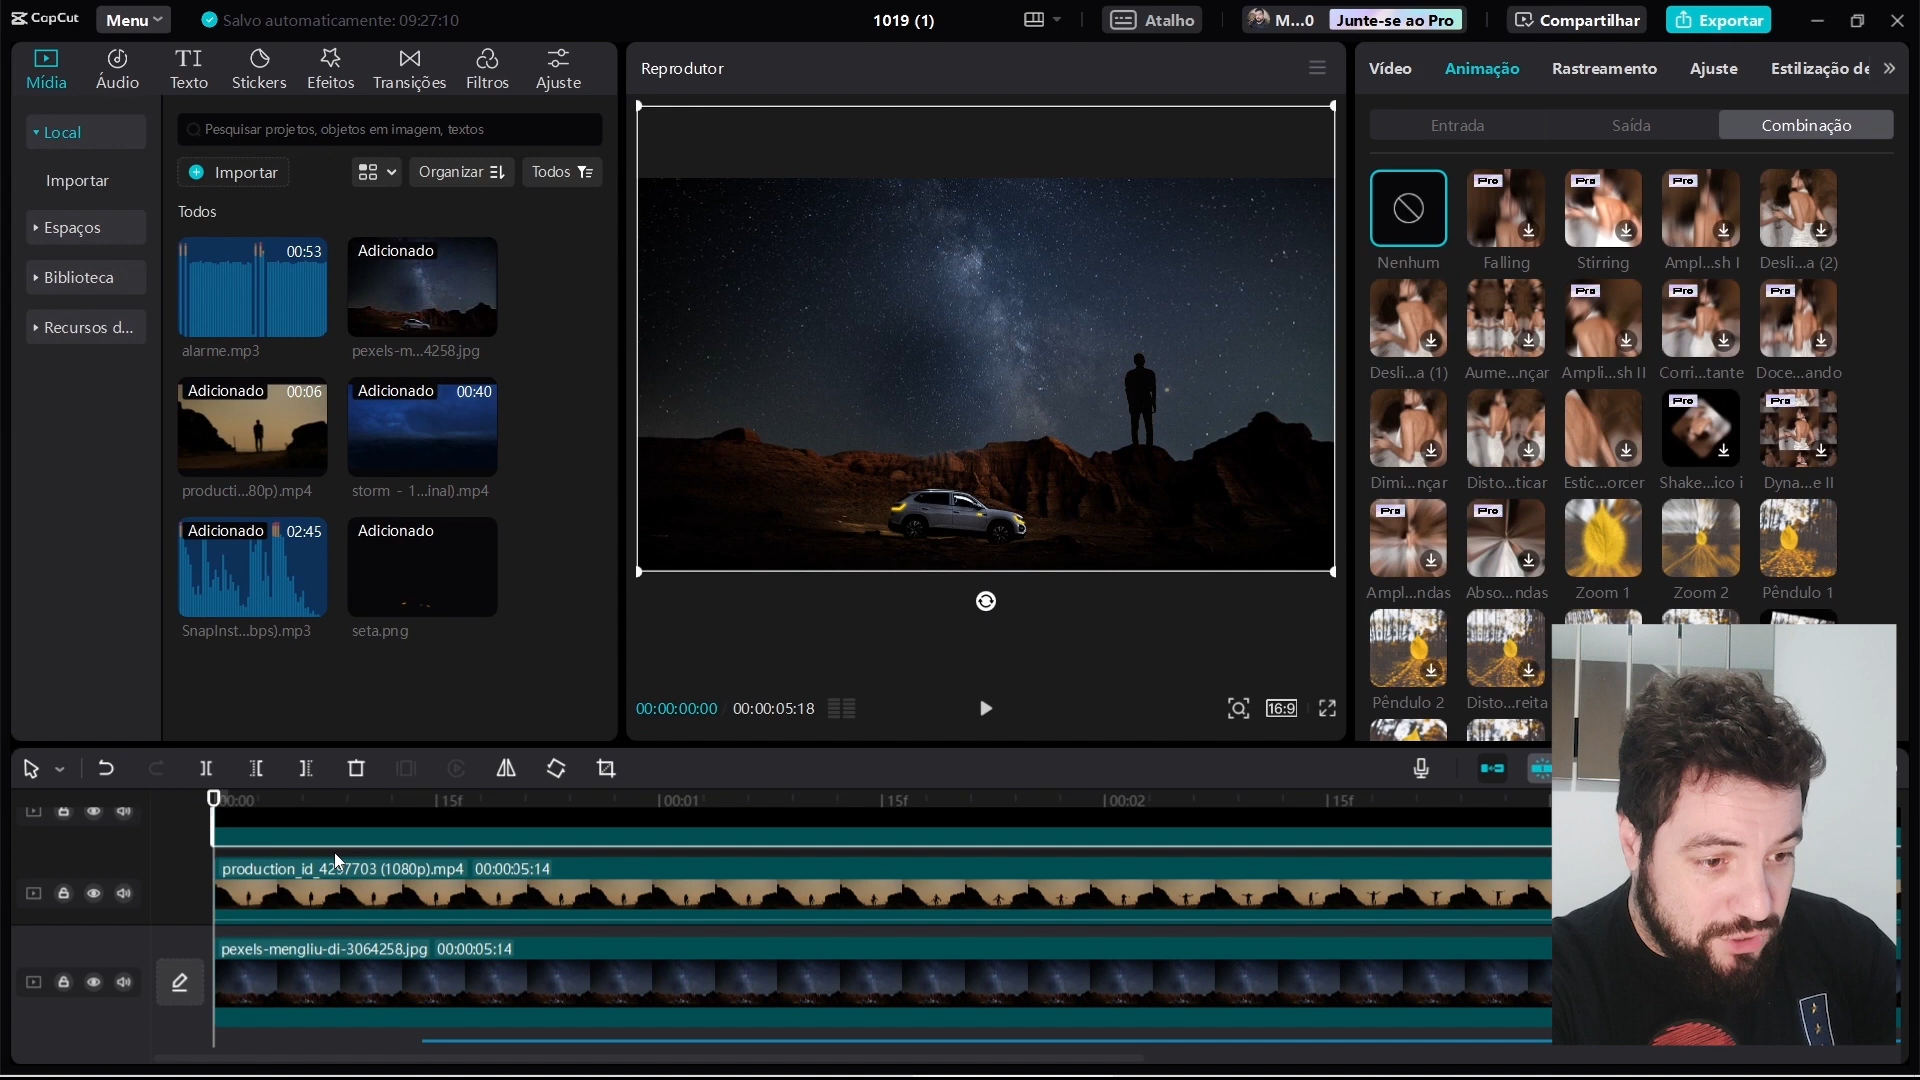 CapCut
Menu
Salvo automaticamente: 09:27:10
1019 (1)
Atalho
M...0
Junte-se ao Pro
Compartilhar
Exportar
Mídia
Áudio
TI
Texto
Stickers
Efeitos
Transições
Filtros
Ajuste
Local
Importar
Espaços
Biblioteca
Recursos d...
Pesquisar projetos, objetos em imagem, textos
Importar
Organizar
Todos
Todos
00:53
Adicionado
alarme.mp3
pexels-m...4258.jpg
Adicionado 00:06
Adicionado 00:40
producti...80p).mp4
storm - 1...inal).mp4
Adicionado 02:45
Adicionado
SnapInst...bps).mp3
seta.png
Reprodutor
00:00:00:00
00:00:05:18
16:9
Vídeo
Animação
Rastreamento
Ajuste
Estilização de
Entrada
Saída
Combinação
Pro
Pro
Pro
Nenhum
Falling
Stirring
Ampl...sh I
Desli...a (2)
Pro
Pro
Pro
Desli...a (1)
Aume...nçar
Ampli...sh II
Corri...tante
Doce...ando
Pro
Pro
Dimi...nçar
Disto...ticar
Estic...orcer
Shake...ico i
Dyna...e II
Pro
Pro
Ampl...ndas
Abso...ndas
Zoom 1
Zoom 2
Pêndulo 1
Pêndulo 2
Disto...reita
00:00
15f
00:01
15f
00:02
15f
production_id_4297703 (1080p).mp4 00:00:05:14
pexels-mengliu-di-3064258.jpg 00:00:05:14